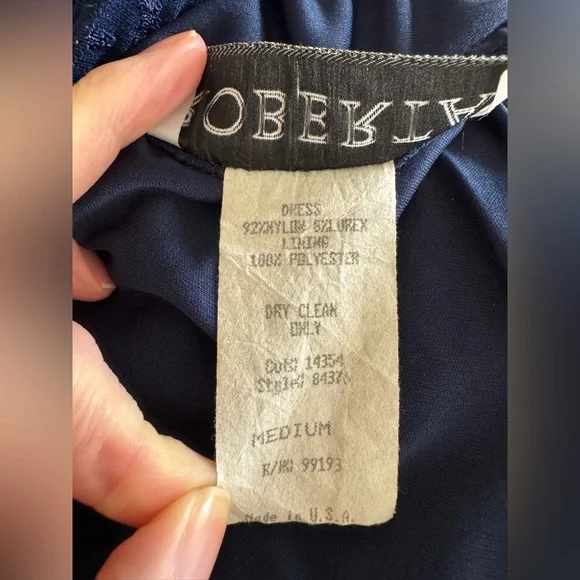 ROBERTA
DRESS
92%NYLON 8%LUREX
LINING
100% POLYESTER
DRY CLEAN
ONLY
Cut# 14354
Style# 8437
MEDIUM
R/N# 99193
Made in U.S.A.